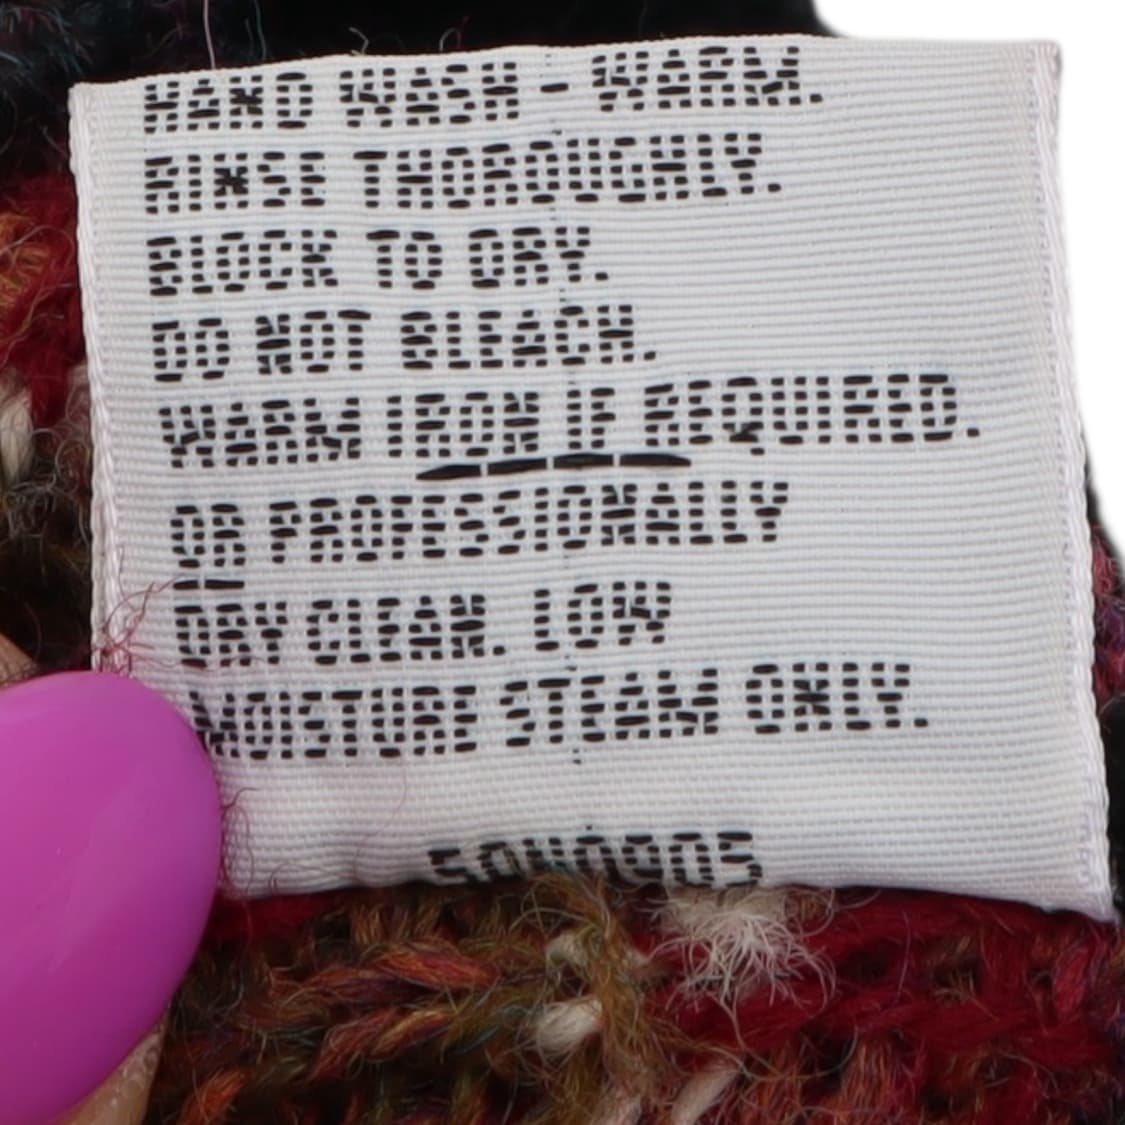 HAND WASH - WARM.
RINSE THOROUGHLY.
BLOCK TO DRY.
DO NOT BLEACH.
WARM IRON IF REQUIRED.
OR PROFESSIONALLY
DRY CLEAN. LOW
MOISTURE STEAM ONLY.